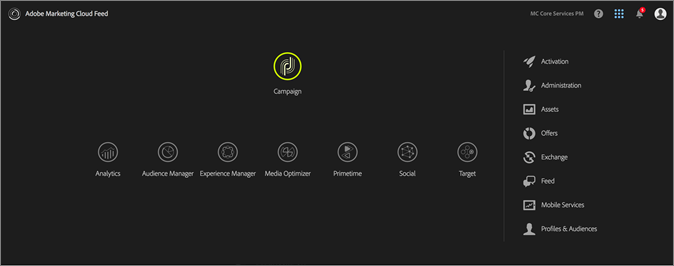 Adobe Marketing Cloud Feed
MC Core Services PM
Campaign
Analytics Audience Manager Experience Manager Media Optimizer Primetime Social Target
Activation
Administration
Assets
Offers
Exchange
Feed
Mobile Services
Profiles & Audiences